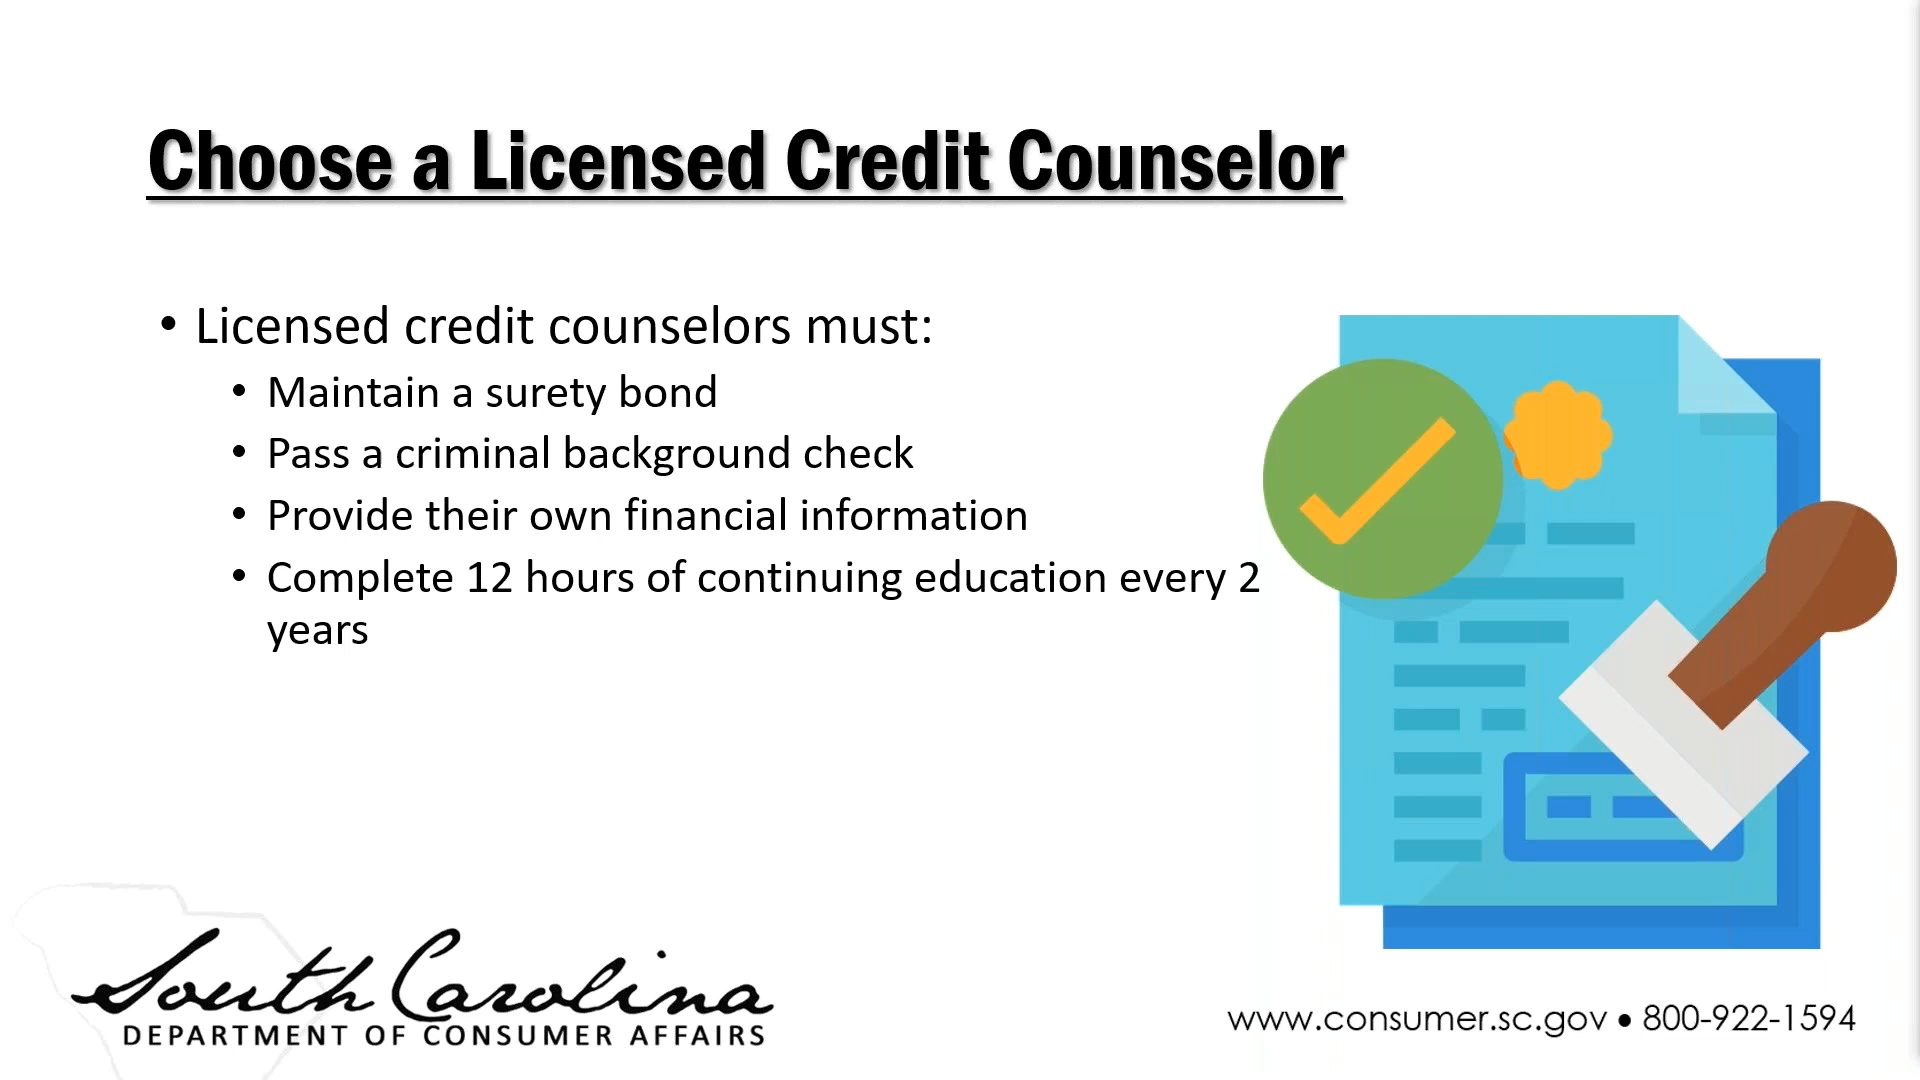 Choose a Licensed Credit Counselor
• Licensed credit counselors must:
• Maintain a surety bond
• Pass a criminal background check
• Provide their own financial information
• Complete 12 hours of continuing education every 2
years
South Carolina
DEPARTMENT OF CONSUMER AFFAIRS
www.consumer.sc.gov • 800-922-1594